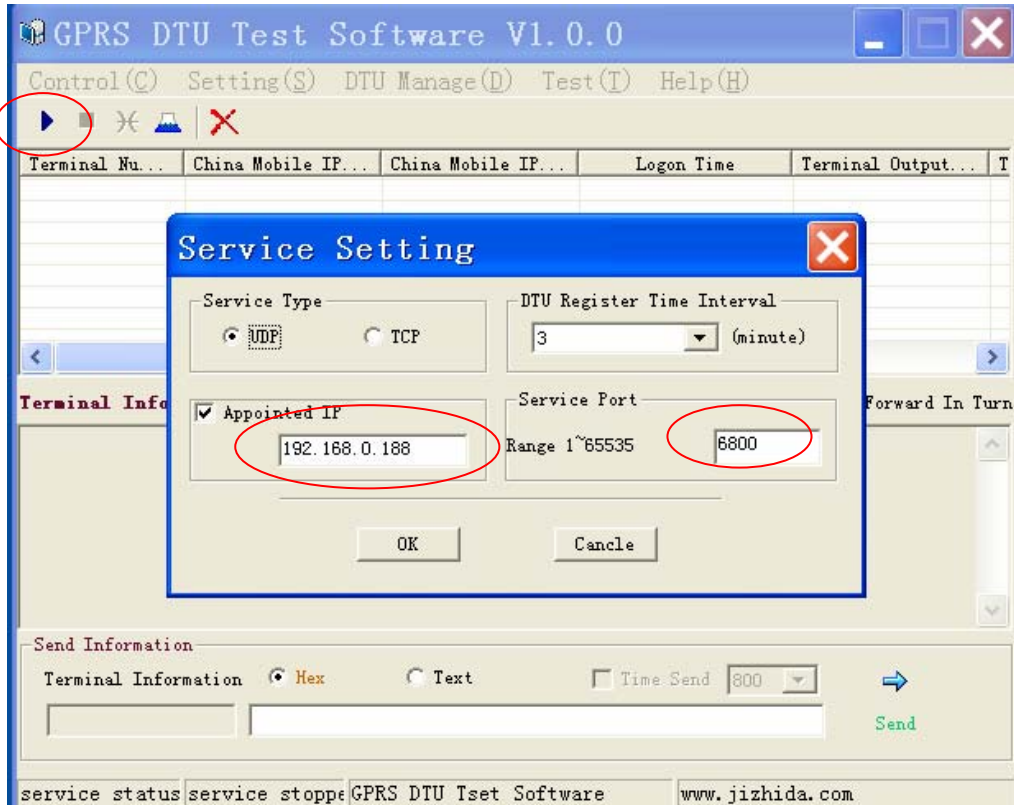 GPRS DTU Test Software V1.0.0
Control(C) Setting(S) DTU Manage(D) Test(T) Help(H)
Terminal Nu... China Mobile IP... China Mobile IP... Logon Time Terminal Output... T
Service Setting
Service Type
UDP TCP
DTU Register Time Interval
3 (minute)
Terminal Info
Forward In Turn
Appointed IP
192.168.0.188
Service Port
Range 1~65535 6800
OK Cancle
Send Information
Terminal Information Hex Text Time Send 800
Send
service status service stoppe GPRS DTU Tset Software www.jizhida.com